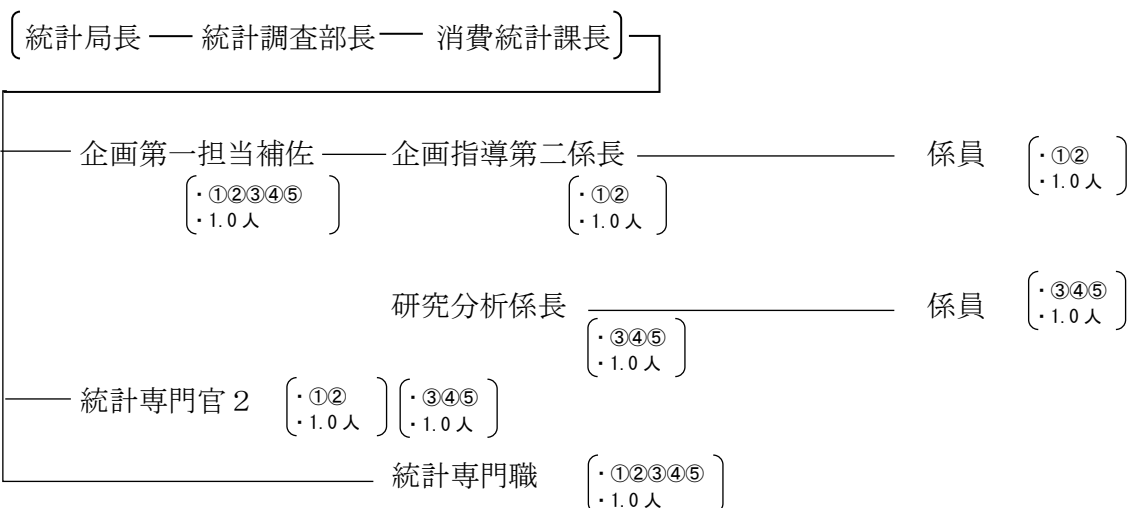 統計局長 ― 統計調査部長 ― 消費統計課長
企画第一担当補佐 企画指導第二係長 係員
・①②③④⑤
・1.0人
・①②
・1.0人
・①②
・1.0人
研究分析係長 係員
・③④⑤
・1.0人
・③④⑤
・1.0人
統計専門官2
・①②
・1.0人
・③④⑤
・1.0人
統計専門職
・①②③④⑤
・1.0人